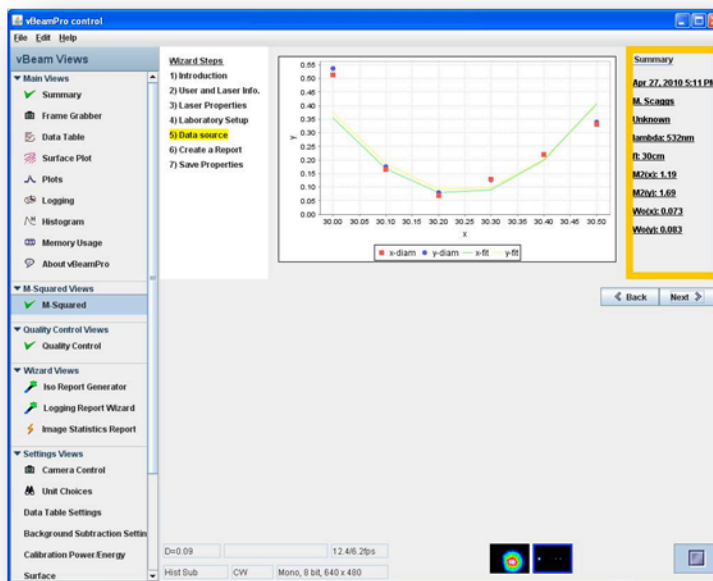 vBeamPro control
File Edit Help
vBeam Views
Main Views
Summary
Frame Grabber
Data Table
Surface Plot
Plots
Logging
Histogram
Memory Usage
About vBeamPro
M-Squared Views
M-Squared
Quality Control Views
Quality Control
Wizard Views
Iso Report Generator
Logging Report Wizard
Image Statistics Report
Settings Views
Camera Control
Unit Choices
Data Table Settings
Background Subtraction Settin
Calibration Power/Energy
Surface
Wizard Steps
1) Introduction
2) User and Laser Info.
3) Laser Properties
4) Laboratory Setup
5) Data source
6) Create a Report
7) Save Properties
0.55
0.50
0.45
0.40
0.35
0.30
0.25
0.20
0.15
0.10
0.05
0.00
y
30.00 30.05 30.10 30.15 30.20 30.25 30.30 30.35 30.40 30.45 30.50
x
x-diam y-diam x-fit y-fit
Summary
Apr 27, 2010 5:11 PM
M. Scaggs
Unknown
lambda: 532nm
fl: 30cm
M2(x): 1.19
M2(y): 1.69
Wo(x): 0.073
Wo(y): 0.083
Back Next
D=0.09 12.4/6.2fps
Hist Sub CW Mono, 8 bit, 640 x 480